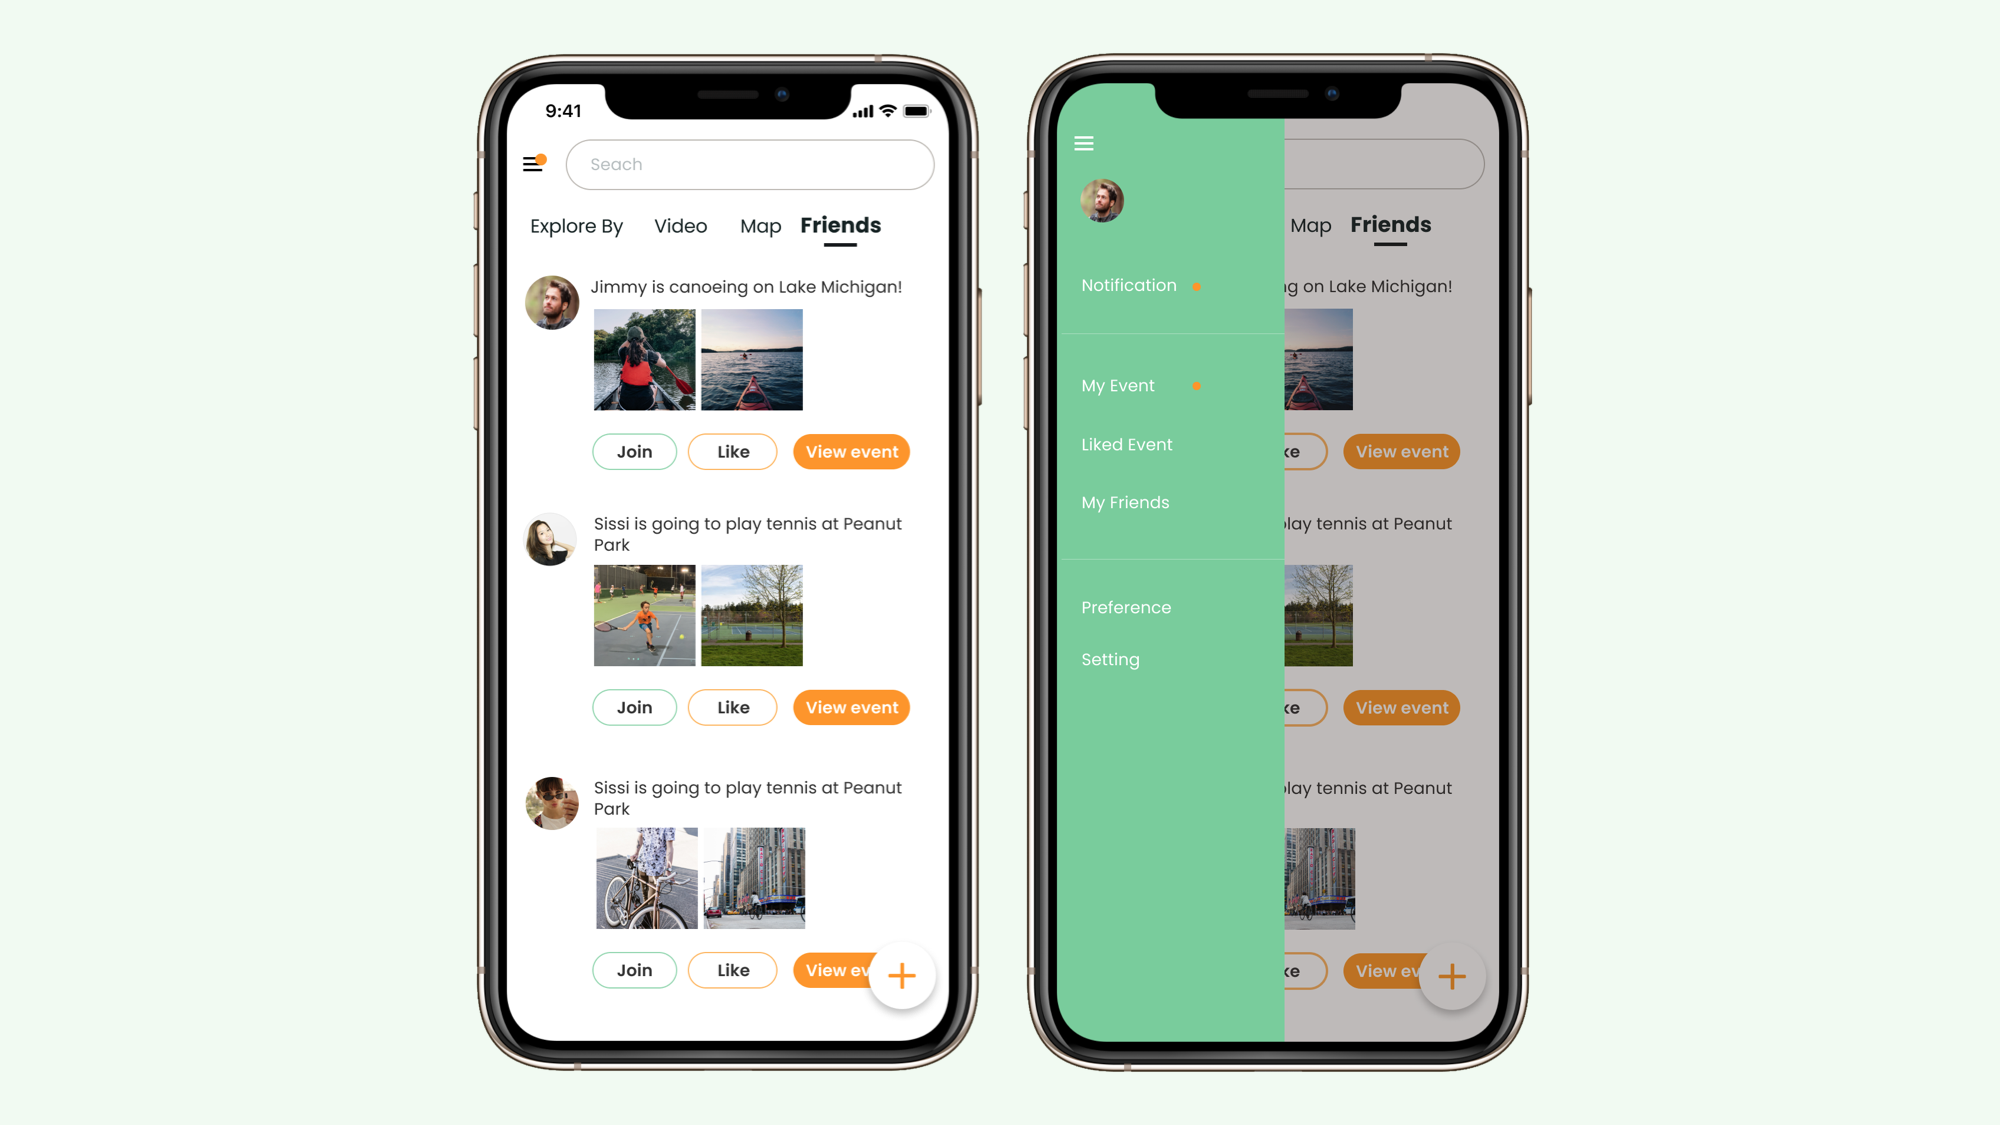 9:41
Seach
Explore By Video Map Friends
Jimmy is canoeing on Lake Michigan!
Join Like View event
Sissi is going to play tennis at Peanut
Park
Join Like View event
Sissi is going to play tennis at Peanut
Park
Join Like View ev
Map Friends
Notification
ng on Lake Michigan!
My Event
Liked Event
ke View event
My Friends
play tennis at Peanut
Preference
Setting
ke View event
play tennis at Peanut
ke View ev